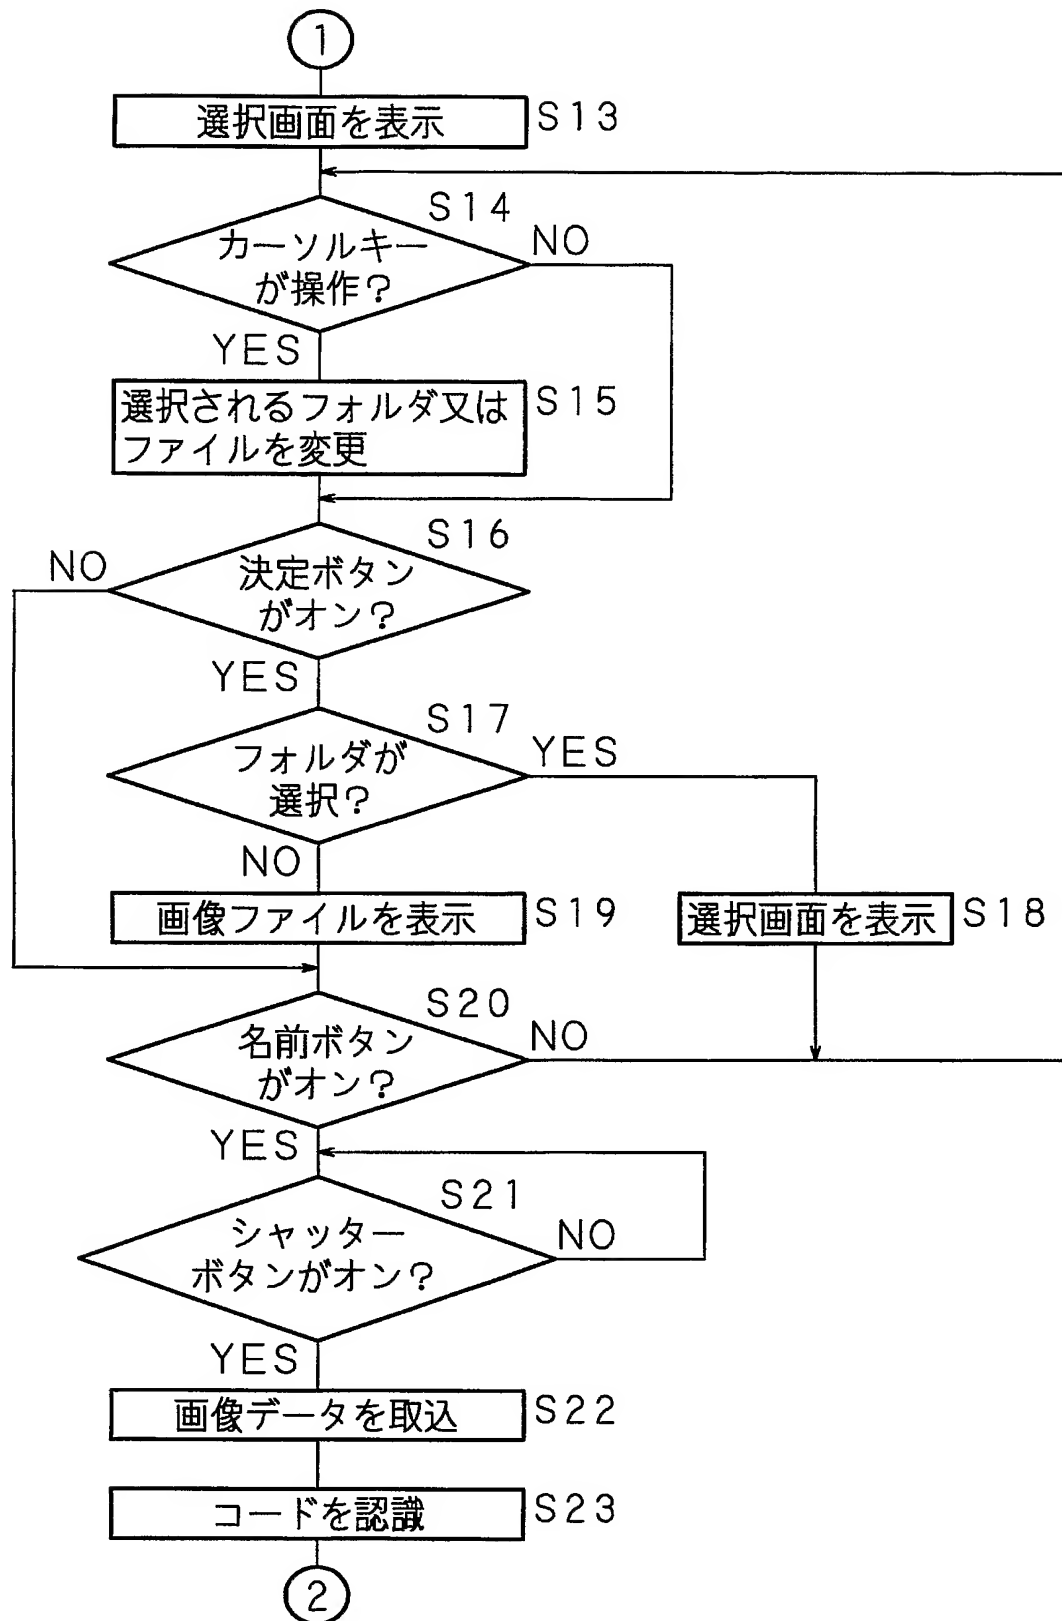 1
選択画面を表示
S13
S14
カーソルキー
が操作?
NO
YES
選択されるフォルダ又は
ファイルを変更
S15
S16
決定ボタン
がオン?
NO
YES
S17
フォルダが
選択?
YES
NO
画像ファイルを表示
S19
選択画面を表示
S18
S20
名前ボタン
がオン?
NO
YES
S21
シャッター
ボタンがオン?
NO
YES
画像データを取込
S22
コードを認識
S23
2